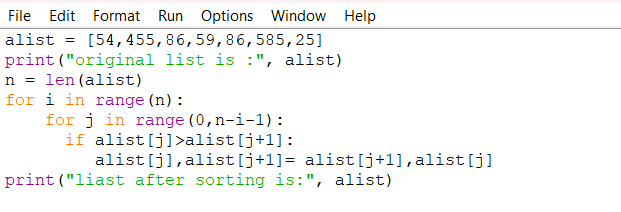 File Edit Format Run Options Window Help
alist = [54,455,86,59,86,585,25]
print("original list is :", alist)
n = len(alist)
for i in range(n):
    for j in range(0,n-i-1):
      if alist[j]>alist[j+1]:
         alist[j],alist[j+1]= alist[j+1],alist[j]
print("liast after sorting is:", alist)